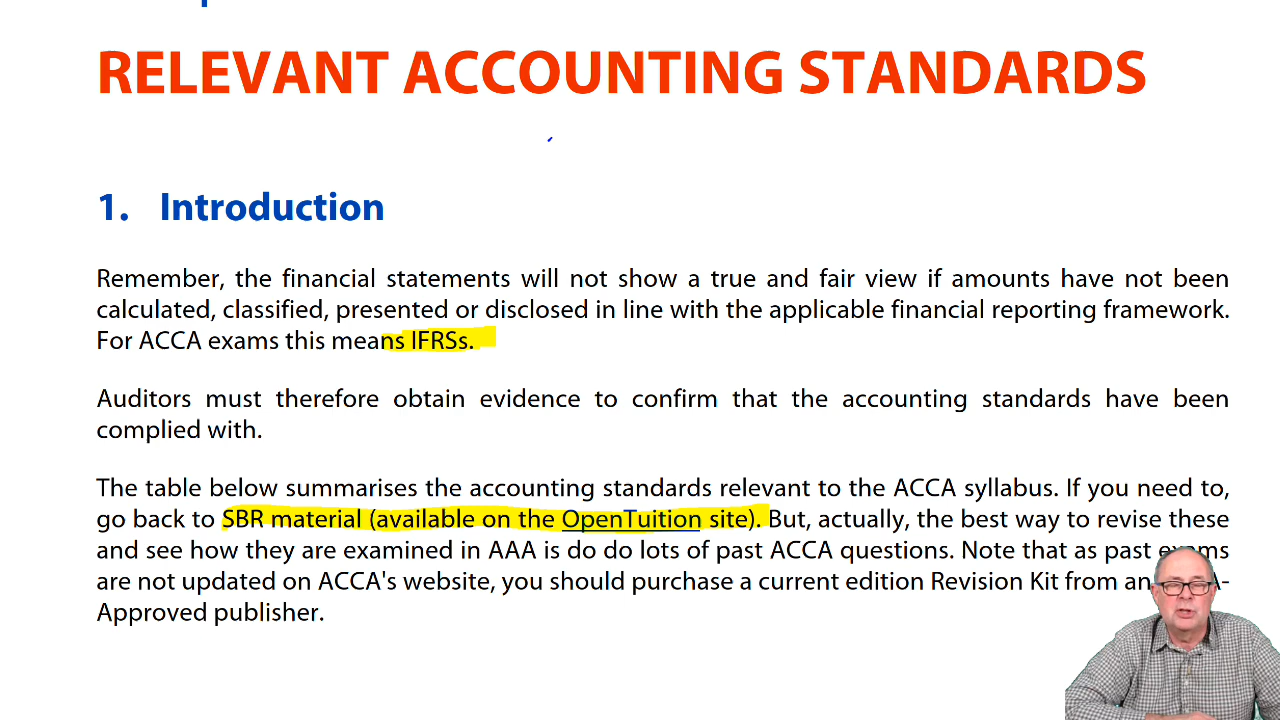 RELEVANT ACCOUNTING STANDARDS
1. Introduction
Remember, the financial statements will not show a true and fair view if amounts have not been
calculated, classified, presented or disclosed in line with the applicable financial reporting framework.
For ACCA exams this means IFRSs.
Auditors must therefore obtain evidence to confirm that the accounting standards have been
complied with.
The table below summarises the accounting standards relevant to the ACCA syllabus. If you need to,
go back to SBR material (available on the OpenTuition site). But, actually, the best way to revise these
and see how they are examined in AAA is do do lots of past ACCA questions. Note that as past exams
are not updated on ACCA's website, you should purchase a current edition Revision Kit from an
Approved publisher.